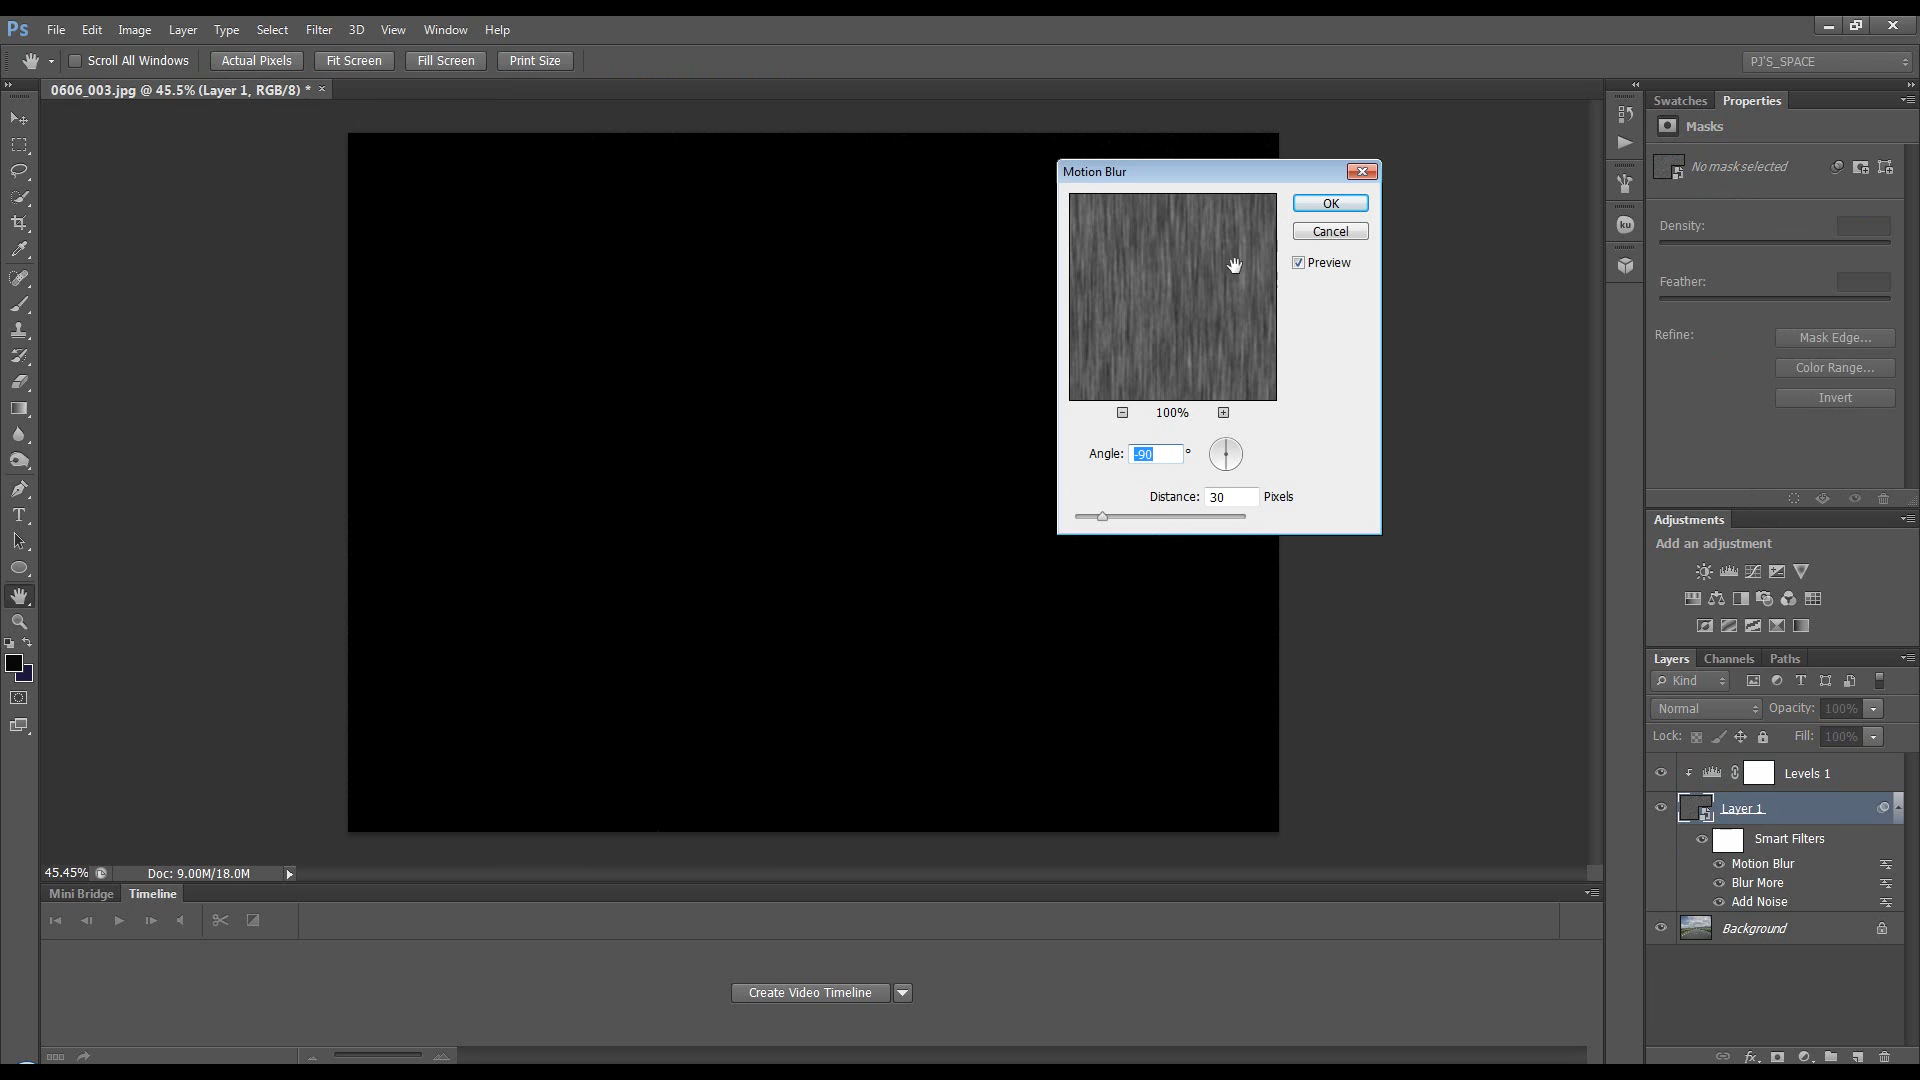 Ps File Edit Image Layer Type Select Filter 3D View Window Help
Scroll All Windows Actual Pixels Fit Screen Fill Screen Print Size PJ'S_SPACE
0606_003.jpg @ 45.5% (Layer 1, RGB/8) * ×
Swatches Properties
Masks
No mask selected
Density:
Feather:
Refine: Mask Edge...
Color Range...
Invert
ku
Motion Blur
OK
Cancel
Preview
100%
Angle: -90 °
Distance: 30 Pixels
Adjustments
Add an adjustment
Layers Channels Paths
Kind
Normal Opacity: 100%
Lock: Fill: 100%
Levels 1
Layer 1
Smart Filters
Motion Blur
Blur More
Add Noise
Background
T
45.45% Doc: 9.00M/18.0M
Mini Bridge Timeline
Create Video Timeline
fx